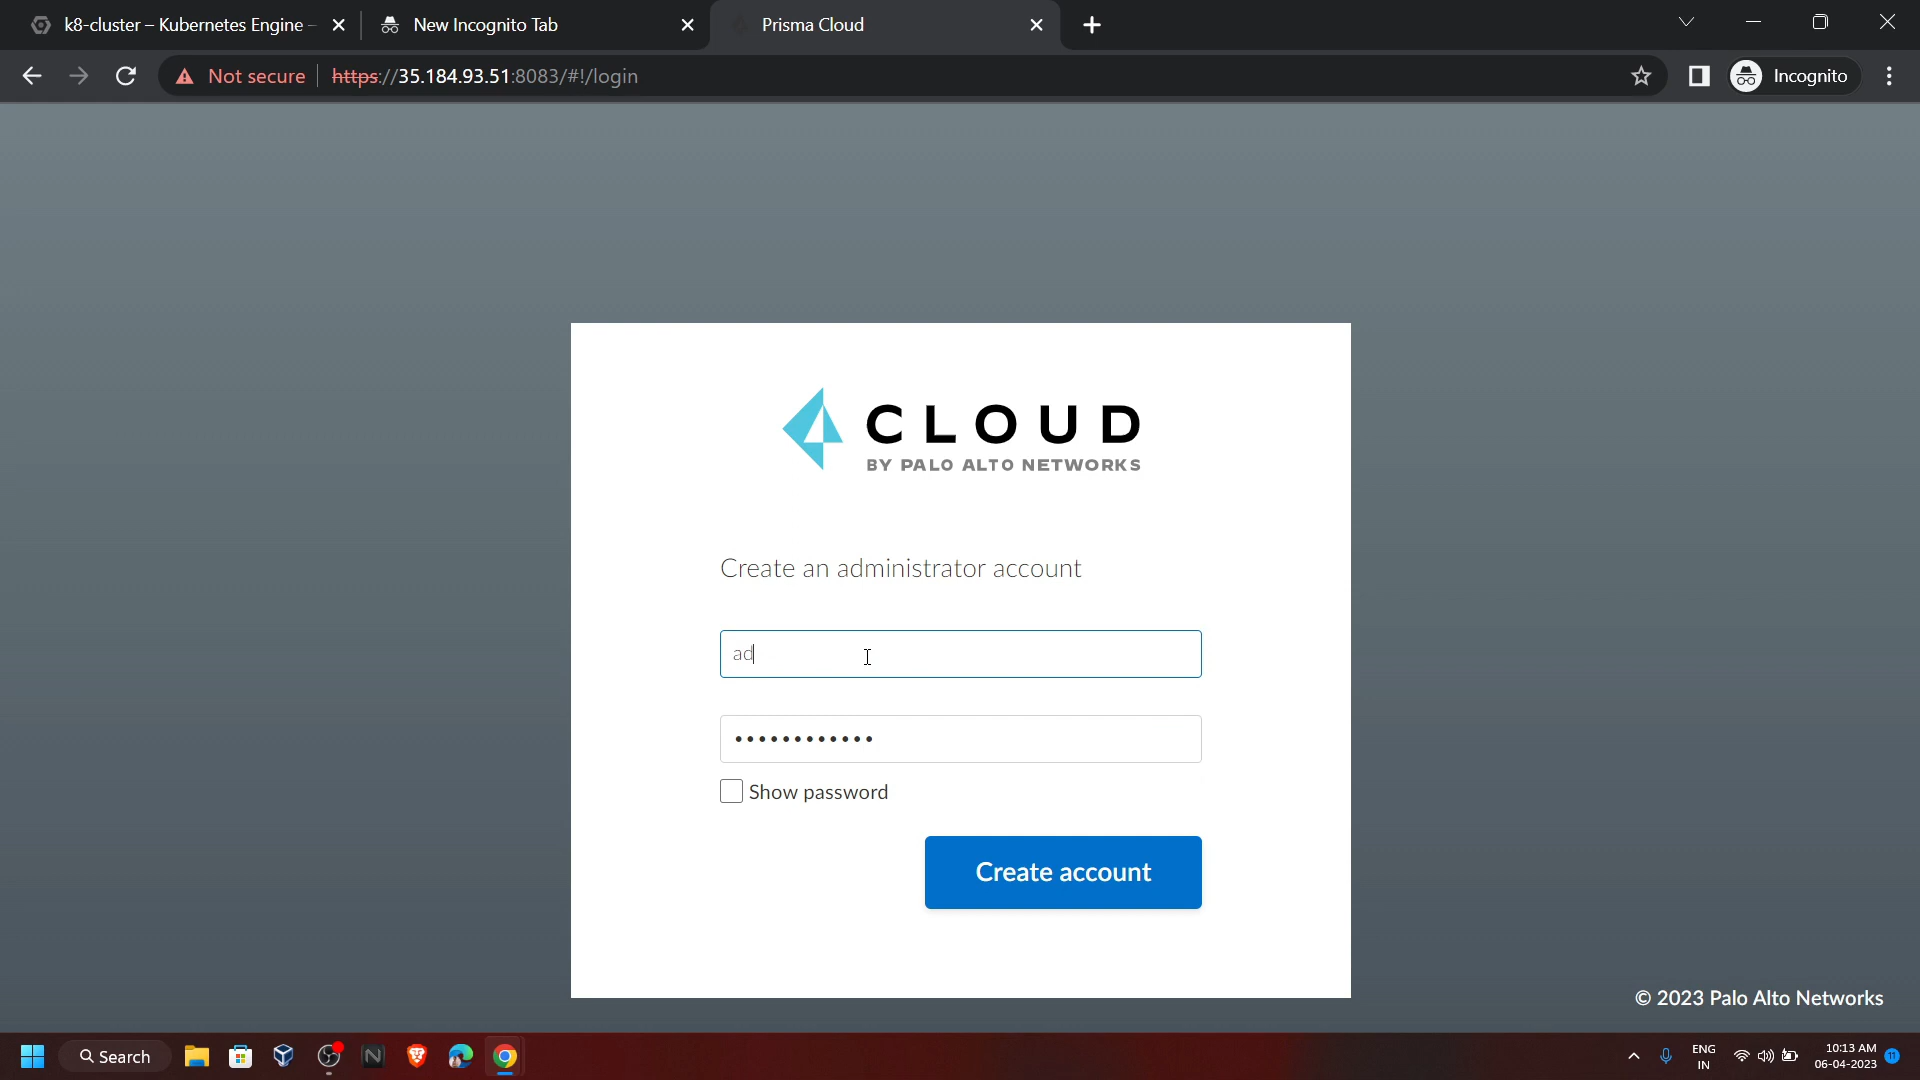 k8-cluster – Kubernetes Engine –
New Incognito Tab
Prisma Cloud
Not secure
https://35.184.93.51:8083/#!/login
Incognito
CLOUD
BY PALO ALTO NETWORKS
Create an administrator account
ad
Show password
Create account
© 2023 Palo Alto Networks
Search
ENG
IN
10:13 AM
06-04-2023
11